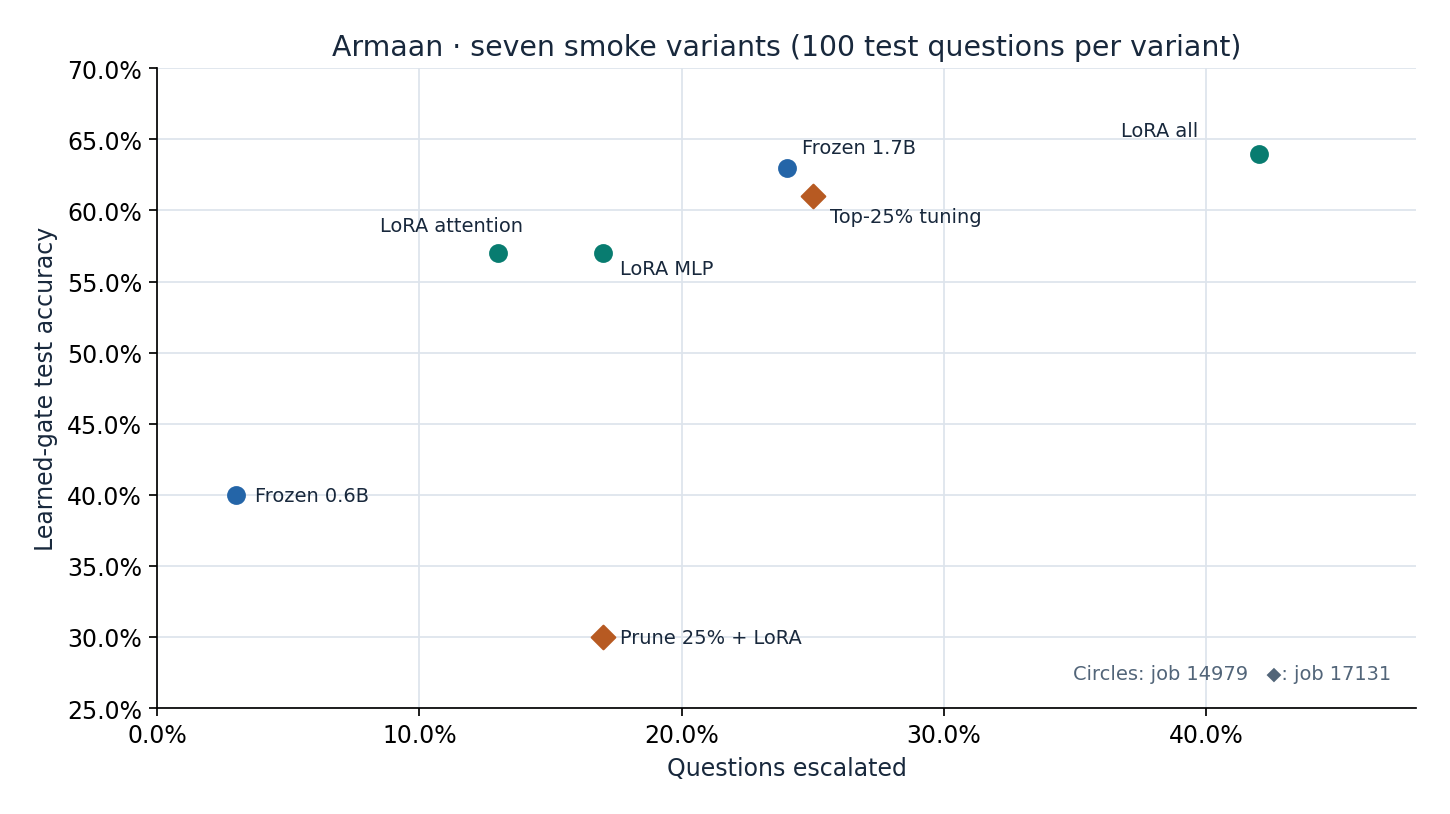 Armaan · seven smoke variants (100 test questions per variant)
70.0%
65.0%
60.0%
55.0%
50.0%
45.0%
40.0%
35.0%
30.0%
25.0%
Learned-gate test accuracy
LoRA all
Frozen 1.7B
Top-25% tuning
LoRA attention
LoRA MLP
Frozen 0.6B
Prune 25% + LoRA
Circles: job 14979 ◆: job 17131
0.0% 10.0% 20.0% 30.0% 40.0%
Questions escalated